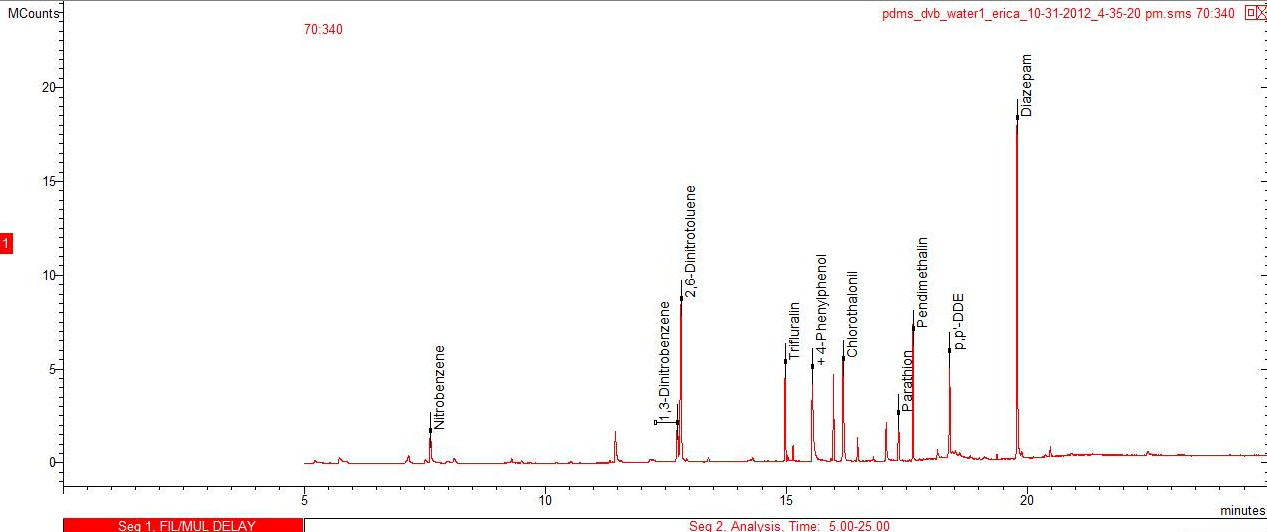 MCounts
pdms_dvb_water1_erica_10-31-2012_4-35-20 pm.sms 70:340
70:340
20
15
10
5
0
1
Nitrobenzene
1,3-Dinitrobenzene
2,6-Dinitrotoluene
Trifluralin
+ 4-Phenylphenol
Chlorothalonil
Parathion
Pendimethalin
p,p'-DDE
Diazepam
5
10
15
20
minutes
Seg 1, FIL/MUL DELAY
Seg 2, Analysis, Time: 5.00-25.00